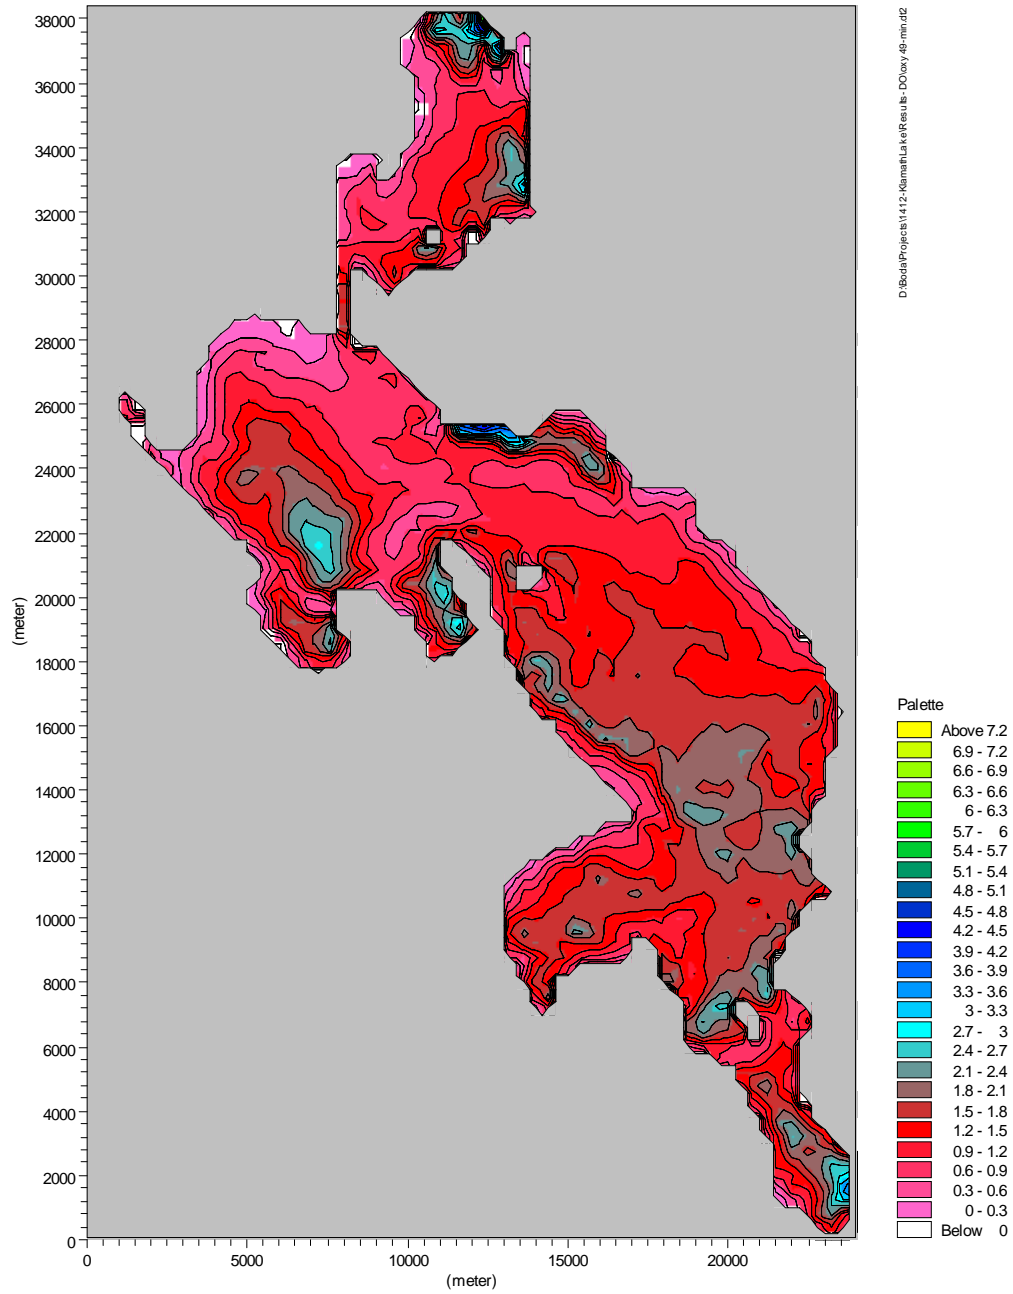 38000
36000
34000
32000
30000
28000
26000
24000
22000
20000
18000
16000
14000
12000
10000
8000
6000
4000
2000
0
(meter)
0 5000 10000 15000 20000
(meter)
D:\Boda\Projects\1412-KlamathLake\Results-DO\oxy49-min.dt2
Palette
Above 7.2
6.9 - 7.2
6.6 - 6.9
6.3 - 6.6
6 - 6.3
5.7 - 6
5.4 - 5.7
5.1 - 5.4
4.8 - 5.1
4.5 - 4.8
4.2 - 4.5
3.9 - 4.2
3.6 - 3.9
3.3 - 3.6
3 - 3.3
2.7 - 3
2.4 - 2.7
2.1 - 2.4
1.8 - 2.1
1.5 - 1.8
1.2 - 1.5
0.9 - 1.2
0.6 - 0.9
0.3 - 0.6
0 - 0.3
Below 0